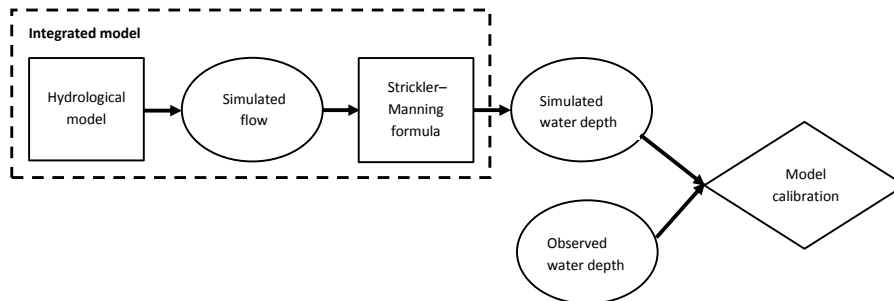 Integrated model
Hydrological
model
Simulated
flow
Strickler–
Manning
formula
Simulated
water depth
Observed
water depth
Model
calibration